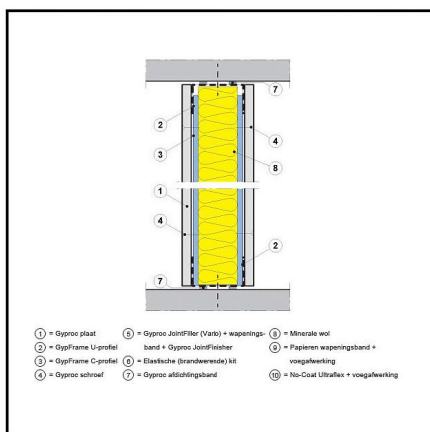 7
2
4
3
8
1
4
2
7
1 = Gyproc plaat
2 = GypFrame U-profiel
3 = GypFrame C-profiel
4 = Gyproc schroef
5 = Gyproc JointFiller (Vario) + wapenings-
band + Gyproc JointFinisher
6 = Elastische (brandwerende) kit
7 = Gyproc afdichtingsband
8 = Minerale wol
9 = Papieren wapeningsband +
voegafwerking
10 = No-Coat Ultraflex + voegafwerking